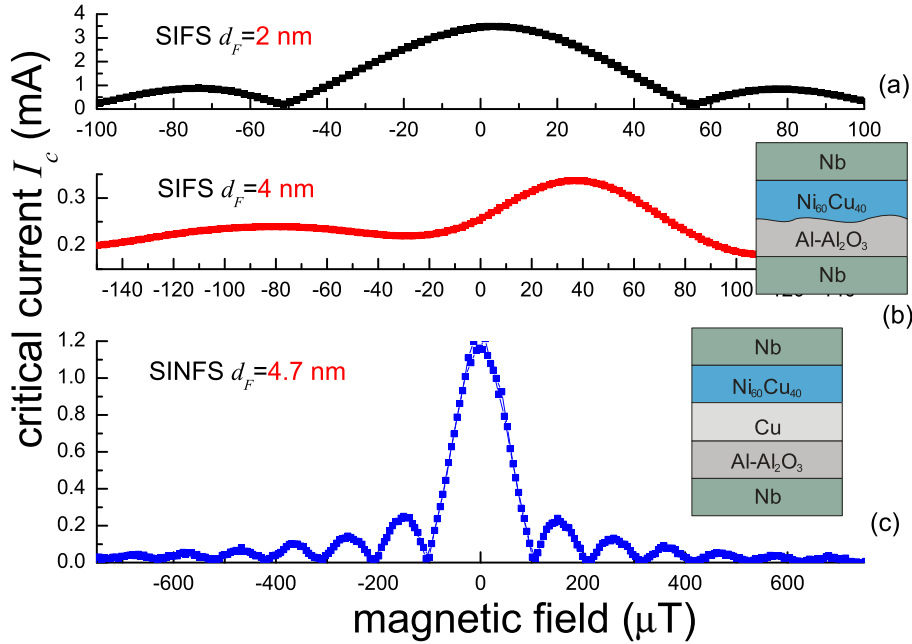 critical current I_c (mA)
4
3
2
1
0
SIFS d_F=2 nm
(a)
-100 -80 -60 -40 -20 0 20 40 60 80 100
0.3
0.2
SIFS d_F=4 nm
-140 -120 -100 -80 -60 -40 -20 0 20 40 60 80 100
(b)
Nb
Ni60Cu40
Al-Al2O3
Nb
1.2
1.0
0.8
0.6
0.4
0.2
0.0
SINFS d_F=4.7 nm
Nb
Ni60Cu40
Cu
Al-Al2O3
Nb
(c)
-600 -400 -200 0 200 400 600
magnetic field (μT)